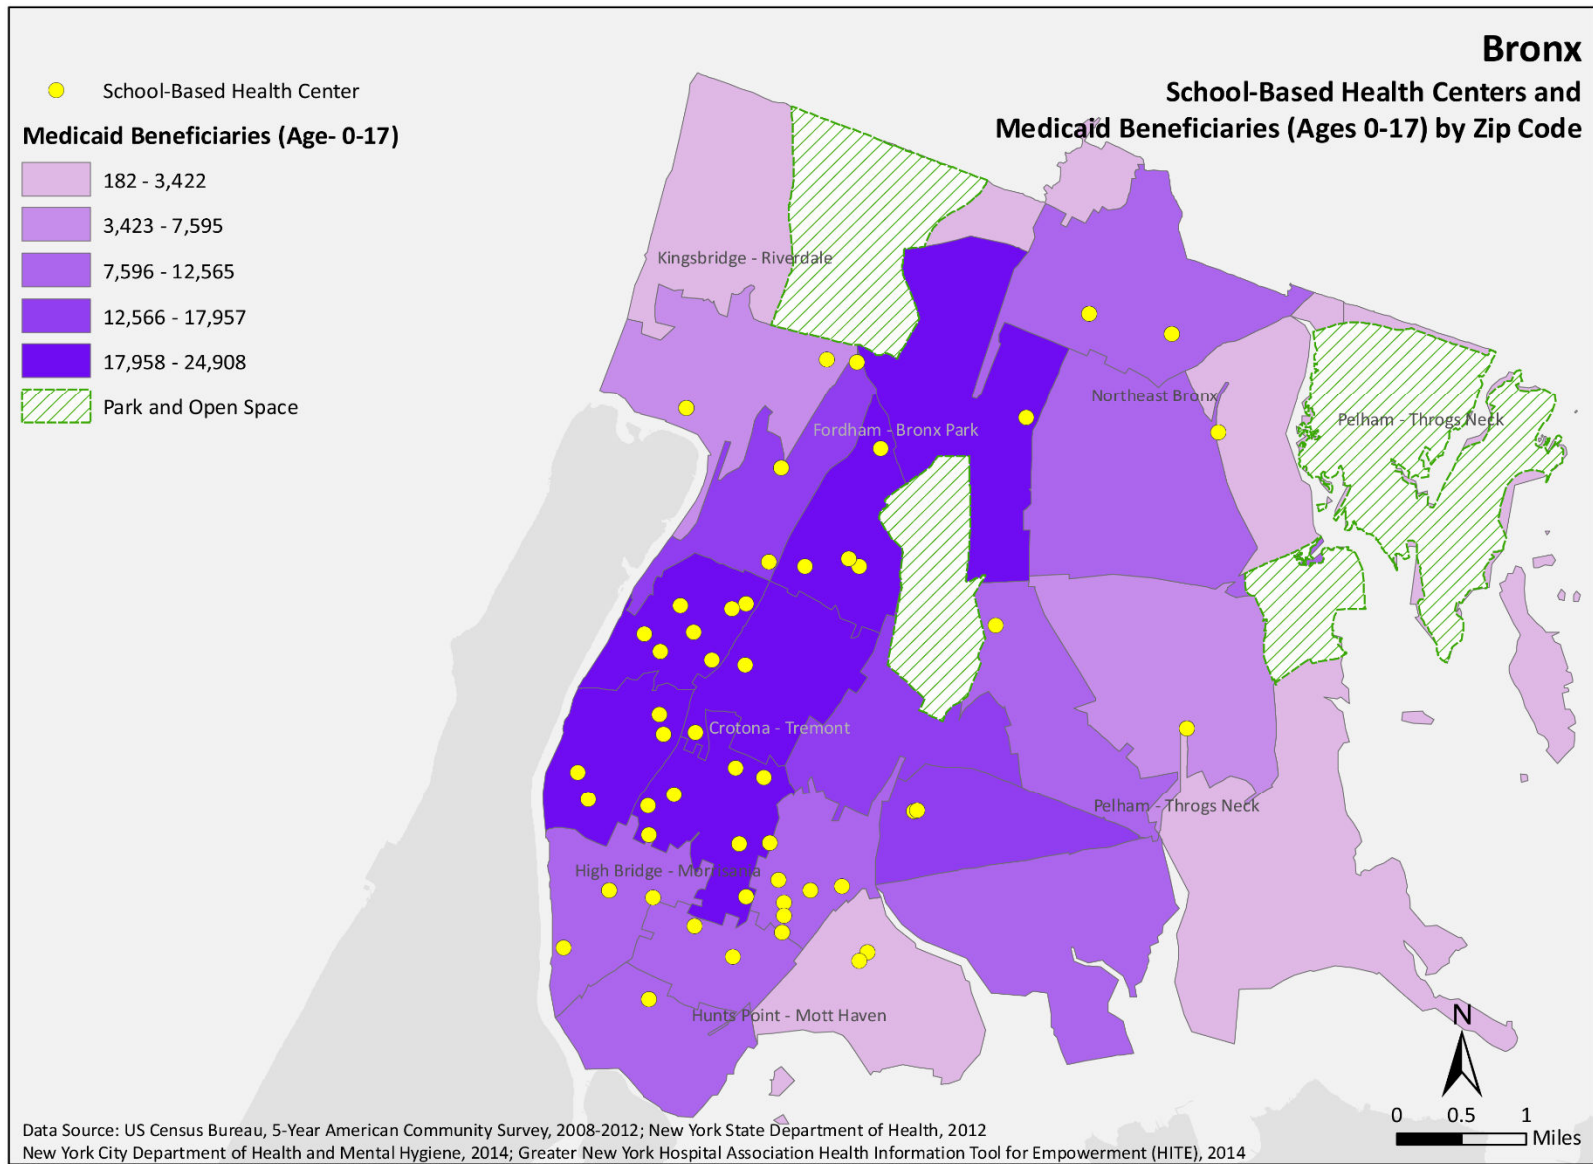 Bronx
School-Based Health Centers and
Medicaid Beneficiaries (Ages 0-17) by Zip Code
School-Based Health Center
Medicaid Beneficiaries (Age- 0-17)
182 - 3,422
3,423 - 7,595
7,596 - 12,565
12,566 - 17,957
17,958 - 24,908
Park and Open Space
Kingsbridge - Riverdale
Northeast Bronx
Pelham - Throgs Neck
Fordham - Bronx Park
Crotona - Tremont
Pelham - Throgs Neck
High Bridge - Morrisania
Hunts Point - Mott Haven
N
0 0.5 1
Miles
Data Source: US Census Bureau, 5-Year American Community Survey, 2008-2012; New York State Department of Health, 2012
New York City Department of Health and Mental Hygiene, 2014; Greater New York Hospital Association Health Information Tool for Empowerment (HITE), 2014